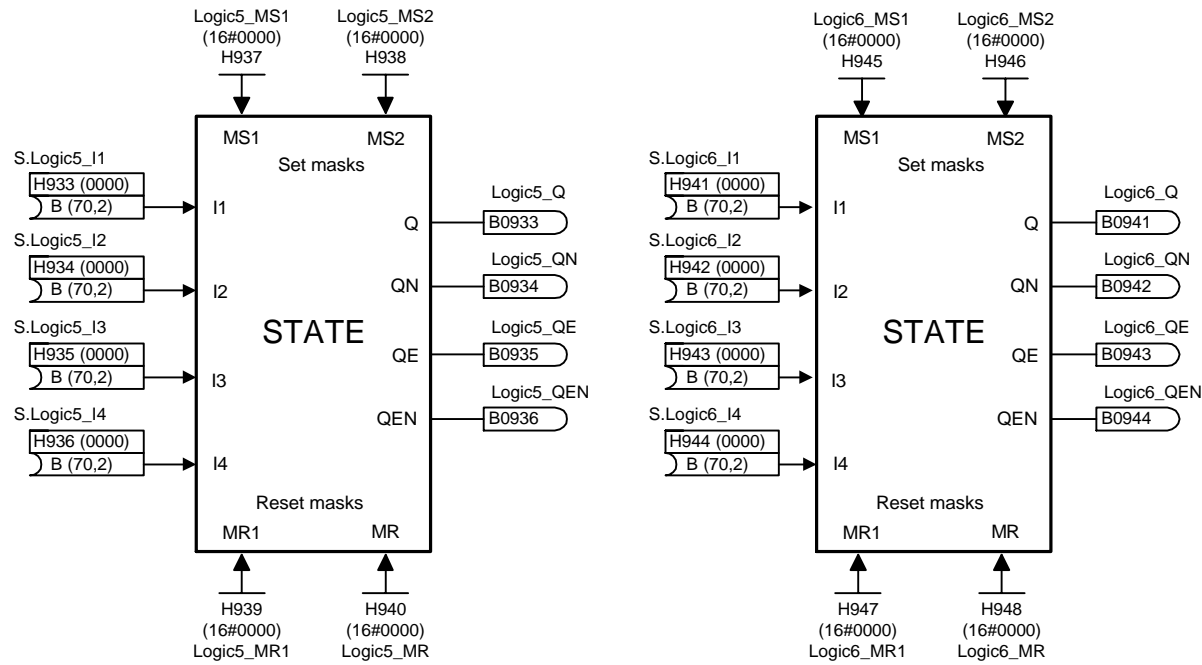 Logic5_MS1
(16#0000)
H937
Logic5_MS2
(16#0000)
H938
MS1
MS2
Set masks
S.Logic5_I1
H933 (0000)
B (70,2)
I1
S.Logic5_I2
H934 (0000)
B (70,2)
I2
S.Logic5_I3
H935 (0000)
B (70,2)
I3
S.Logic5_I4
H936 (0000)
B (70,2)
I4
STATE
Logic5_Q
Q
B0933
Logic5_QN
QN
B0934
Logic5_QE
QE
B0935
Logic5_QEN
QEN
B0936
Reset masks
MR1
MR
H939
(16#0000)
Logic5_MR1
H940
(16#0000)
Logic5_MR
Logic6_MS1
(16#0000)
H945
Logic6_MS2
(16#0000)
H946
MS1
MS2
Set masks
S.Logic6_I1
H941 (0000)
B (70,2)
I1
S.Logic6_I2
H942 (0000)
B (70,2)
I2
S.Logic6_I3
H943 (0000)
B (70,2)
I3
S.Logic6_I4
H944 (0000)
B (70,2)
I4
STATE
Logic6_Q
Q
B0941
Logic6_QN
QN
B0942
Logic6_QE
QE
B0943
Logic6_QEN
QEN
B0944
Reset masks
MR1
MR
H947
(16#0000)
Logic6_MR1
H948
(16#0000)
Logic6_MR